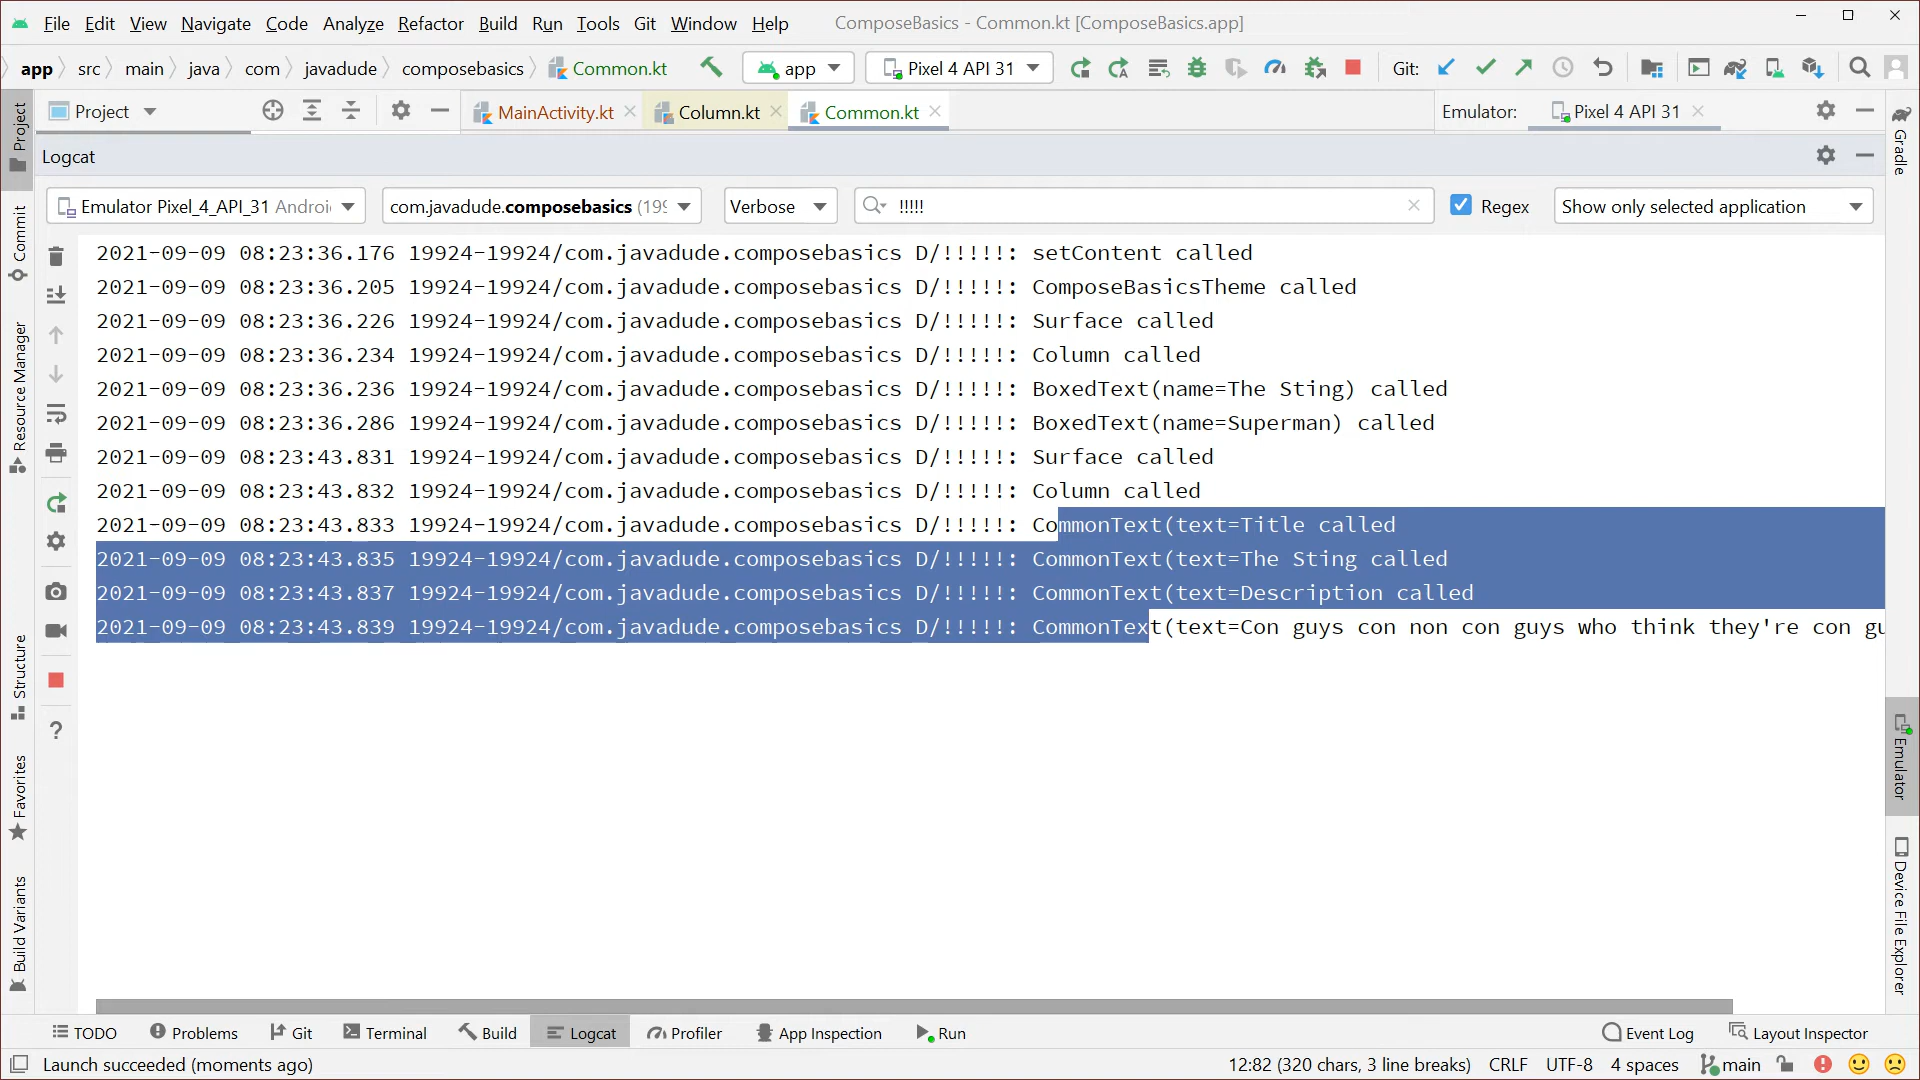 File Edit View Navigate Code Analyze Refactor Build Run Tools Git Window Help ComposeBasics - Common.kt [ComposeBasics.app]
app src main java com javadude composebasics Common.kt app Pixel 4 API 31 Git:
Project MainActivity.kt Column.kt Common.kt Emulator: Pixel 4 API 31
Logcat
Emulator Pixel_4_API_31 com.javadude.composebasics Verbose !!!!! Regex Show only selected application
2021-09-09 08:23:36.176 19924-19924/com.javadude.composebasics D/!!!!!: setContent called
2021-09-09 08:23:36.205 19924-19924/com.javadude.composebasics D/!!!!!: ComposeBasicsTheme called
2021-09-09 08:23:36.226 19924-19924/com.javadude.composebasics D/!!!!!: Surface called
2021-09-09 08:23:36.234 19924-19924/com.javadude.composebasics D/!!!!!: Column called
2021-09-09 08:23:36.236 19924-19924/com.javadude.composebasics D/!!!!!: BoxedText(name=The Sting) called
2021-09-09 08:23:36.286 19924-19924/com.javadude.composebasics D/!!!!!: BoxedText(name=Superman) called
2021-09-09 08:23:43.831 19924-19924/com.javadude.composebasics D/!!!!!: Surface called
2021-09-09 08:23:43.832 19924-19924/com.javadude.composebasics D/!!!!!: Column called
2021-09-09 08:23:43.833 19924-19924/com.javadude.composebasics D/!!!!!: CommonText(text=Title called
2021-09-09 08:23:43.835 19924-19924/com.javadude.composebasics D/!!!!!: CommonText(text=The Sting called
2021-09-09 08:23:43.837 19924-19924/com.javadude.composebasics D/!!!!!: CommonText(text=Description called
2021-09-09 08:23:43.839 19924-19924/com.javadude.composebasics D/!!!!!: CommonText(text=Con guys con non con guys who think they're con
Project
Commit
Resource Manager
Structure
Favorites
Build Variants
Gradle
Emulator
Device File Explorer
TODO Problems Git Terminal Build Logcat Profiler App Inspection Run Event Log Layout Inspector
Launch succeeded (moments ago) 12:82 (320 chars, 3 line breaks) CRLF UTF-8 4 spaces main